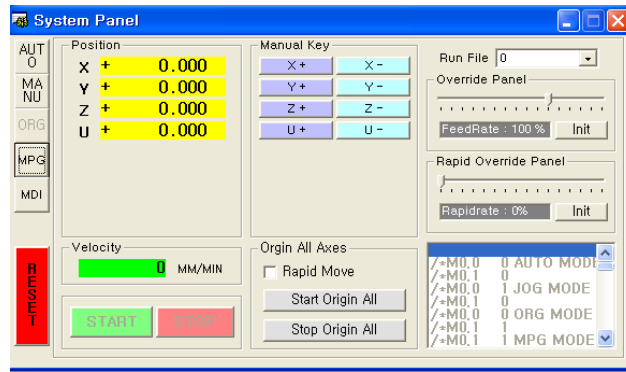 System Panel
AUT
O
MA
NU
ORG
MPG
MDI
RESET
Position
X + 0.000
Y + 0.000
Z + 0.000
U + 0.000
Manual Key
X + X -
Y + Y -
Z + Z -
U + U -
Run File 0
Override Panel
FeedRate : 100 % Init
Rapid Override Panel
Rapidrate : 0% Init
Velocity
0 MM/MIN
START STOP
Orgin All Axes
Rapid Move
Start Origin All
Stop Origin All
/*M0,0 0 AUTO MODE
/*M0,1 0
/*M0,0 1 JOG MODE
/*M0,1 0
/*M0,0 0 ORG MODE
/*M0,1 1
/*M0,1 1 MPG MODE